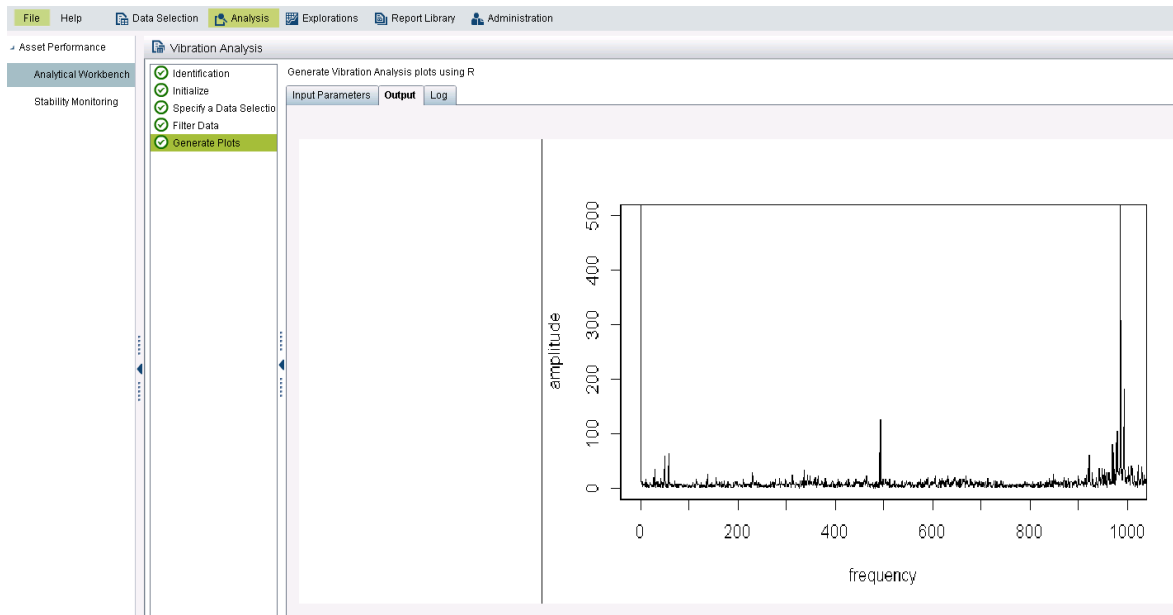 File Help Data Selection Analysis Explorations Report Library Administration
Asset Performance
Analytical Workbench
Stability Monitoring
Vibration Analysis
Identification
Initialize
Specify a Data Selectio
Filter Data
Generate Plots
Generate Vibration Analysis plots using R
Input Parameters Output Log
amplitude
500
400
300
200
100
0
0 200 400 600 800 1000
frequency